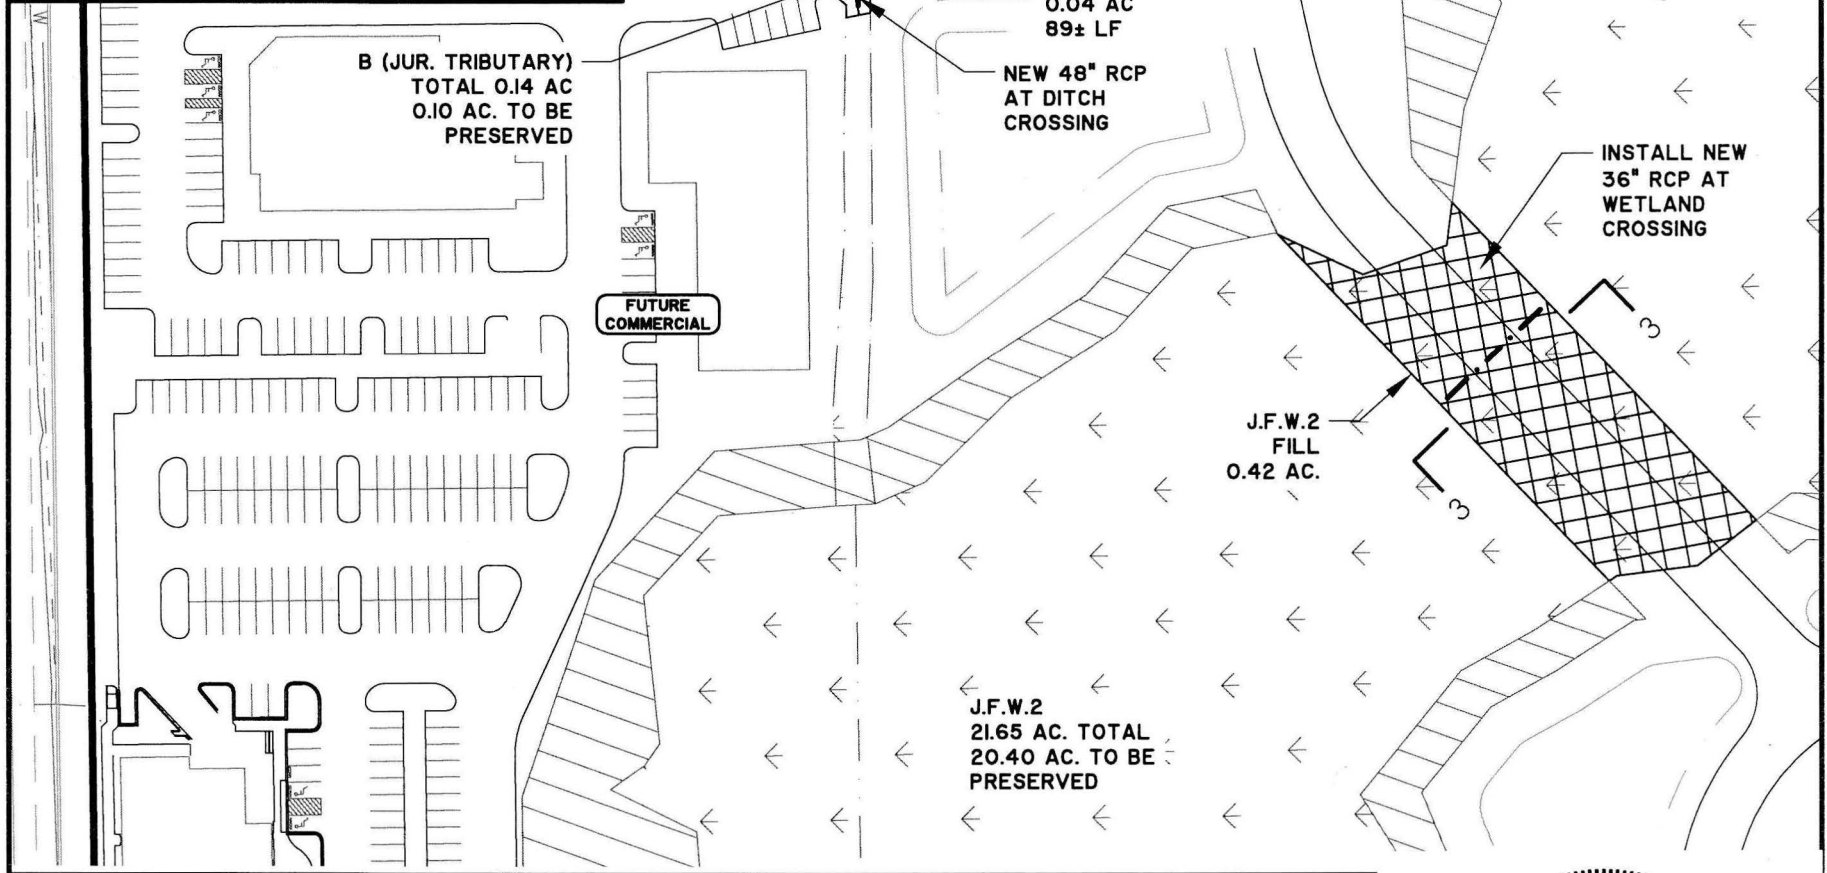 0.04 AC
89± LF
B (JUR. TRIBUTARY)
TOTAL 0.14 AC
0.10 AC. TO BE
PRESERVED
NEW 48" RCP
AT DITCH
CROSSING
INSTALL NEW
36" RCP AT
WETLAND
CROSSING
FUTURE
COMMERCIAL
3
J.F.W.2
FILL
0.42 AC.
3
J.F.W.2
21.65 AC. TOTAL
20.40 AC. TO BE
PRESERVED